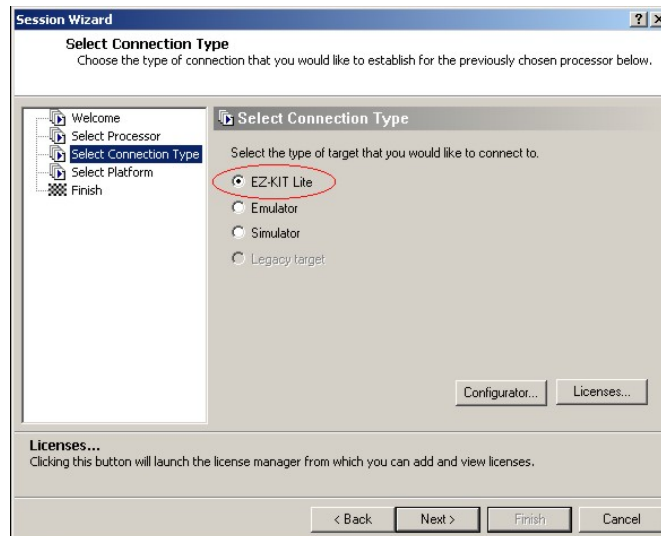 Session Wizard
Select Connection Type
Choose the type of connection that you would like to establish for the previously chosen processor below.
Welcome
Select Processor
Select Connection Type
Select Platform
Finish
Select Connection Type
Select the type of target that you would like to connect to.
EZ-KIT Lite
Emulator
Simulator
Legacy target
Configurator...
Licenses...
Licenses...
Clicking this button will launch the license manager from which you can add and view licenses.
< Back
Next >
Finish
Cancel